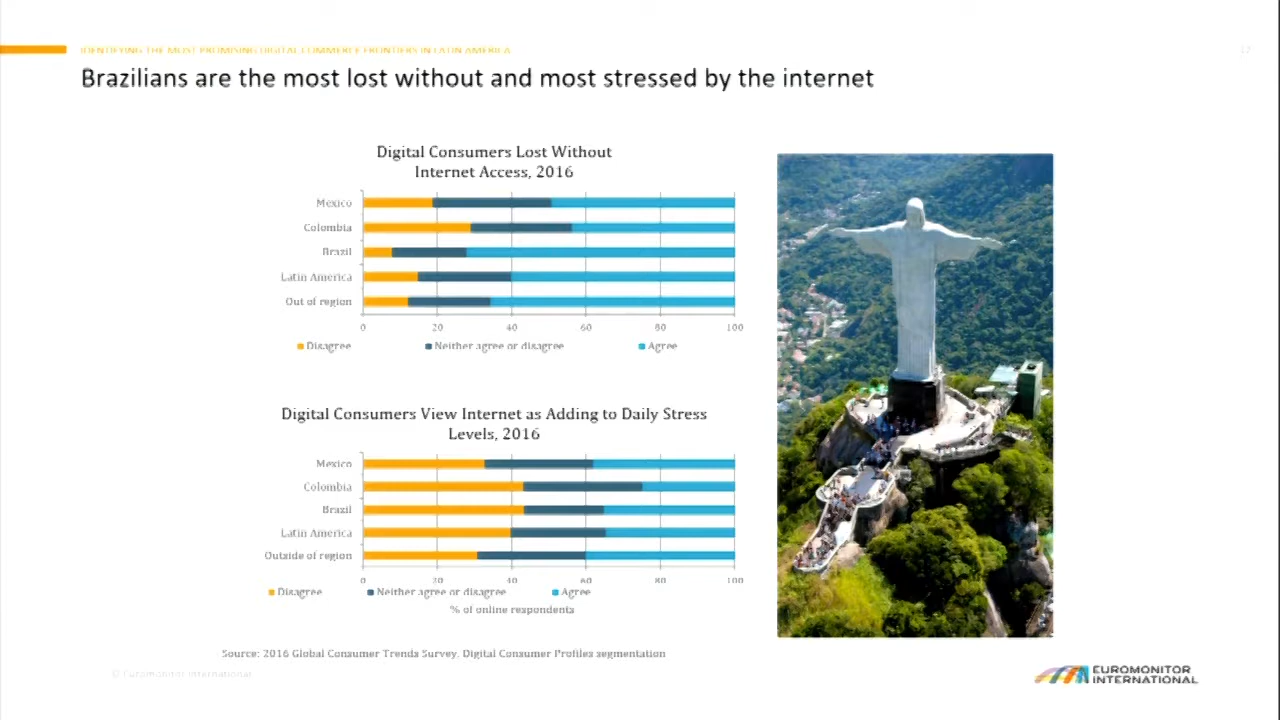 IDENTIFYING THE MOST PROMISING DIGITAL COMMERCE FRONTIERS IN LATIN AMERICA
Brazilians are the most lost without and most stressed by the internet
Digital Consumers Lost Without
Internet Access, 2016
Mexico
Colombia
Brazil
Latin America
Out of region
0 20 40 60 80 100
Disagree Neither agree or disagree Agree
Digital Consumers View Internet as Adding to Daily Stress
Levels, 2016
Mexico
Colombia
Brazil
Latin America
Outside of region
0 20 40 60 80 100
Disagree Neither agree or disagree Agree
% of online respondents
Source: 2016 Global Consumer Trends Survey. Digital Consumer Profiles segmentation
© Euromonitor International
EUROMONITOR
INTERNATIONAL